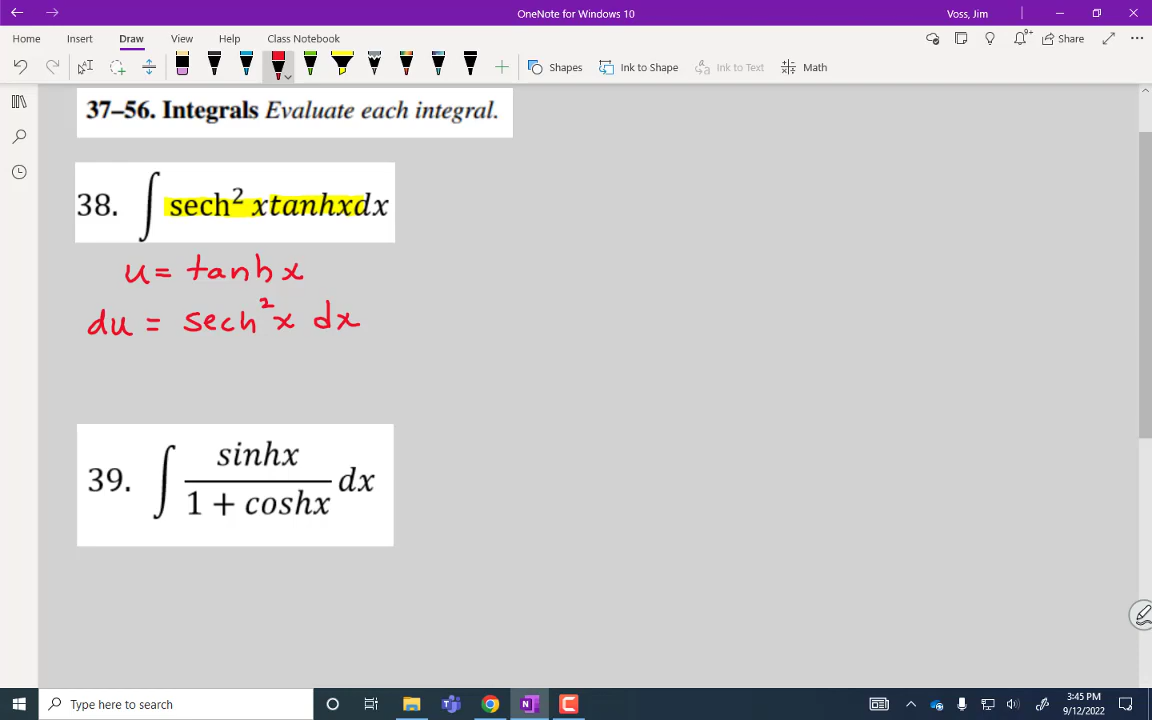 OneNote for Windows 10
Voss, Jim
Home Insert Draw View Help Class Notebook
Share
Shapes Ink to Shape Ink to Text Math
37–56. Integrals Evaluate each integral.
38. ∫ sech² xtanhxdx
u = tanh x
du = sech² x dx
39. ∫ sinhx / 1 + coshx dx
Type here to search
3:45 PM
9/12/2022